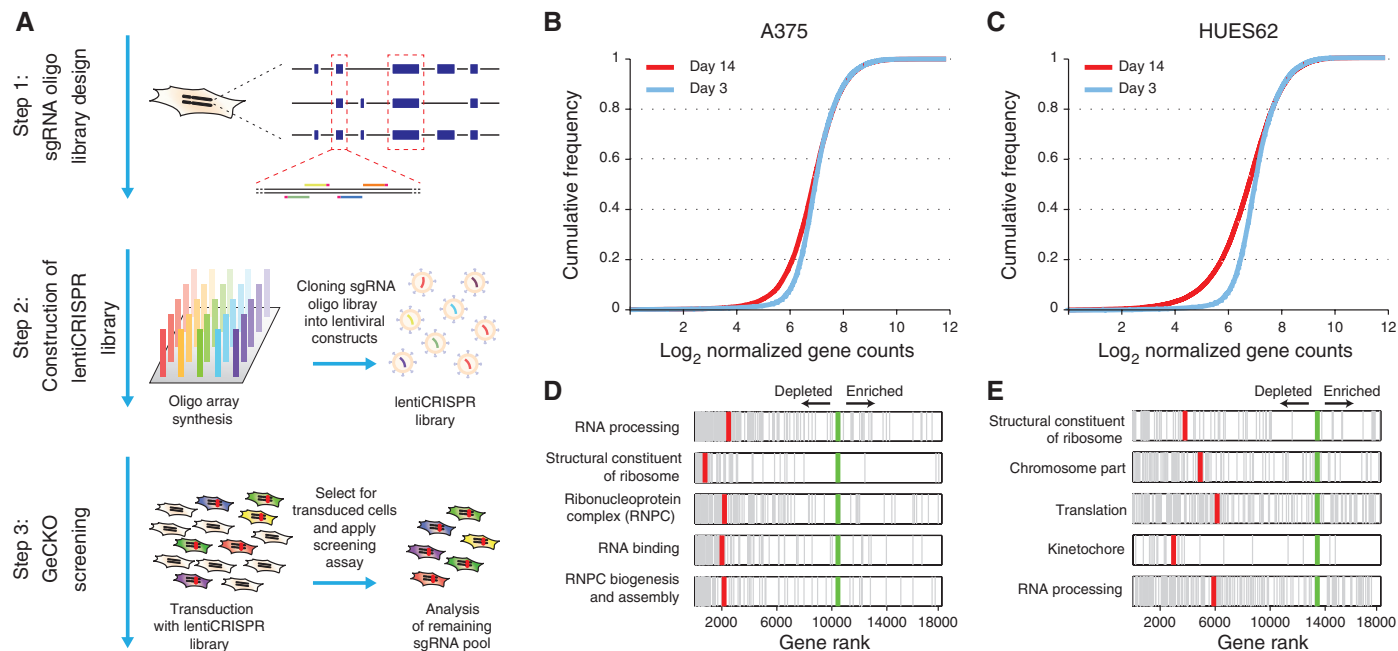 A
Step 1:
sgRNA oligo
library design
Step 2:
Construction of
lentiCRISPR
library
Oligo array
synthesis
Cloning sgRNA
oligo libray
into lentiviral
constructs
lentiCRISPR
library
Step 3:
GeCKO
screening
Transduction
with lentiCRISPR
library
Select for
transduced cells
and apply
screening
assay
Analysis
of remaining
sgRNA pool
B
A375
Cumulative frequency
1
0.8
0.6
0.4
0.2
0
Day 14
Day 3
2 4 6 8 10 12
Log2 normalized gene counts
C
HUES62
Cumulative frequency
1
0.8
0.6
0.4
0.2
0
Day 14
Day 3
2 4 6 8 10 12
Log2 normalized gene counts
D
Depleted Enriched
RNA processing
Structural constituent
of ribosome
Ribonucleoprotein
complex (RNPC)
RNA binding
RNPC biogenesis
and assembly
2000 6000 10000 14000 18000
Gene rank
E
Depleted Enriched
Structural constituent
of ribosome
Chromosome part
Translation
Kinetochore
RNA processing
2000 6000 10000 14000 18000
Gene rank